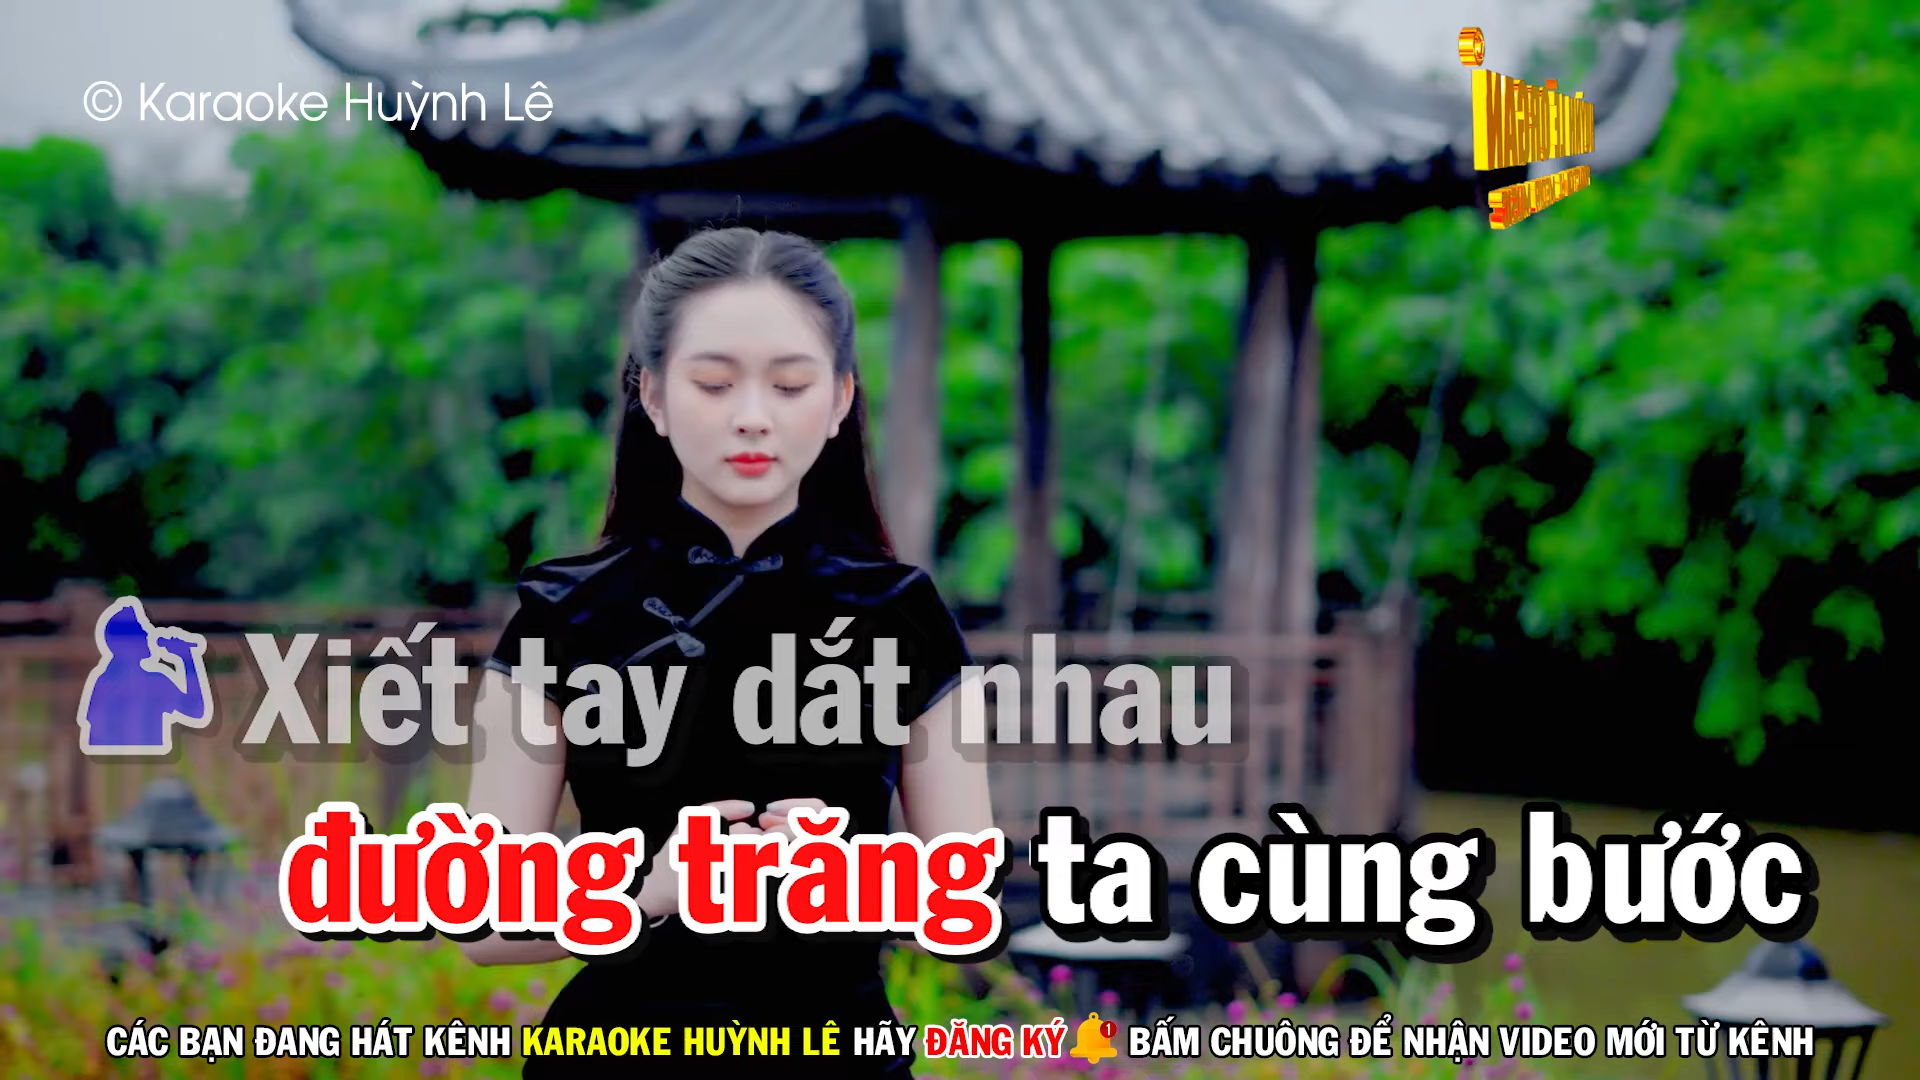 © Karaoke Huỳnh Lê
Xiết tay dắt nhau
đường trăng ta cùng bước
CÁC BẠN ĐANG HÁT KÊNH KARAOKE HUỲNH LÊ HÃY ĐĂNG KÝ 1 BẤM CHUÔNG ĐỂ NHẬN VIDEO MỚI TỪ KÊNH